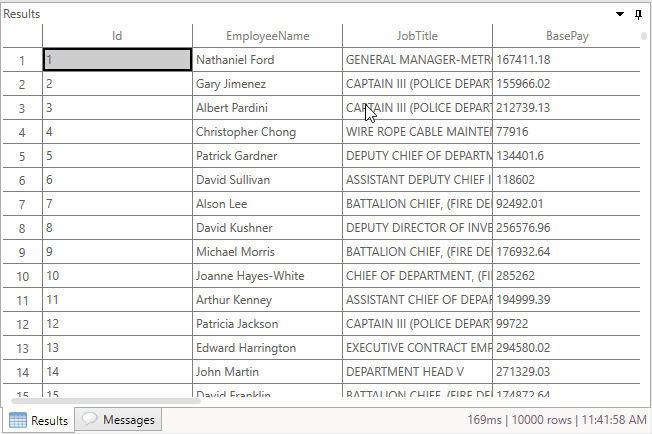 Results
Id EmployeeName JobTitle BasePay
1 1 Nathaniel Ford GENERAL MANAGER-METR 167411.18
2 2 Gary Jimenez CAPTAIN III (POLICE DEPART 155966.02
3 3 Albert Pardini CAPTAIN III (POLICE DEPART 212739.13
4 4 Christopher Chong WIRE ROPE CABLE MAINTE 77916
5 5 Patrick Gardner DEPUTY CHIEF OF DEPARTM 134401.6
6 6 David Sullivan ASSISTANT DEPUTY CHIEF I 118602
7 7 Alson Lee BATTALION CHIEF, (FIRE DE 92492.01
8 8 David Kushner DEPUTY DIRECTOR OF INVE 256576.96
9 9 Michael Morris BATTALION CHIEF, (FIRE DE 176932.64
10 10 Joanne Hayes-White CHIEF OF DEPARTMENT, (FI 285262
11 11 Arthur Kenney ASSISTANT CHIEF OF DEPAR 194999.39
12 12 Patricia Jackson CAPTAIN III (POLICE DEPART 99722
13 13 Edward Harrington EXECUTIVE CONTRACT EMP 294580.02
14 14 John Martin DEPARTMENT HEAD V 271329.03
15 15 David Franklin BATTALION CHIEF, (FIRE DE 174872.64
Results Messages 169ms | 10000 rows | 11:41:58 AM